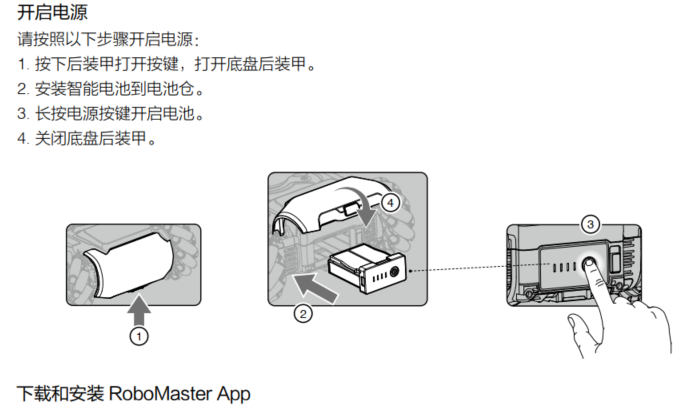 开启电源
请按照以下步骤开启电源：
1. 按下后装甲打开按键，打开底盘后装甲。
2. 安装智能电池到电池仓。
3. 长按电源按键开启电池。
4. 关闭底盘后装甲。
4
3
2
1
下载和安装 RoboMaster App